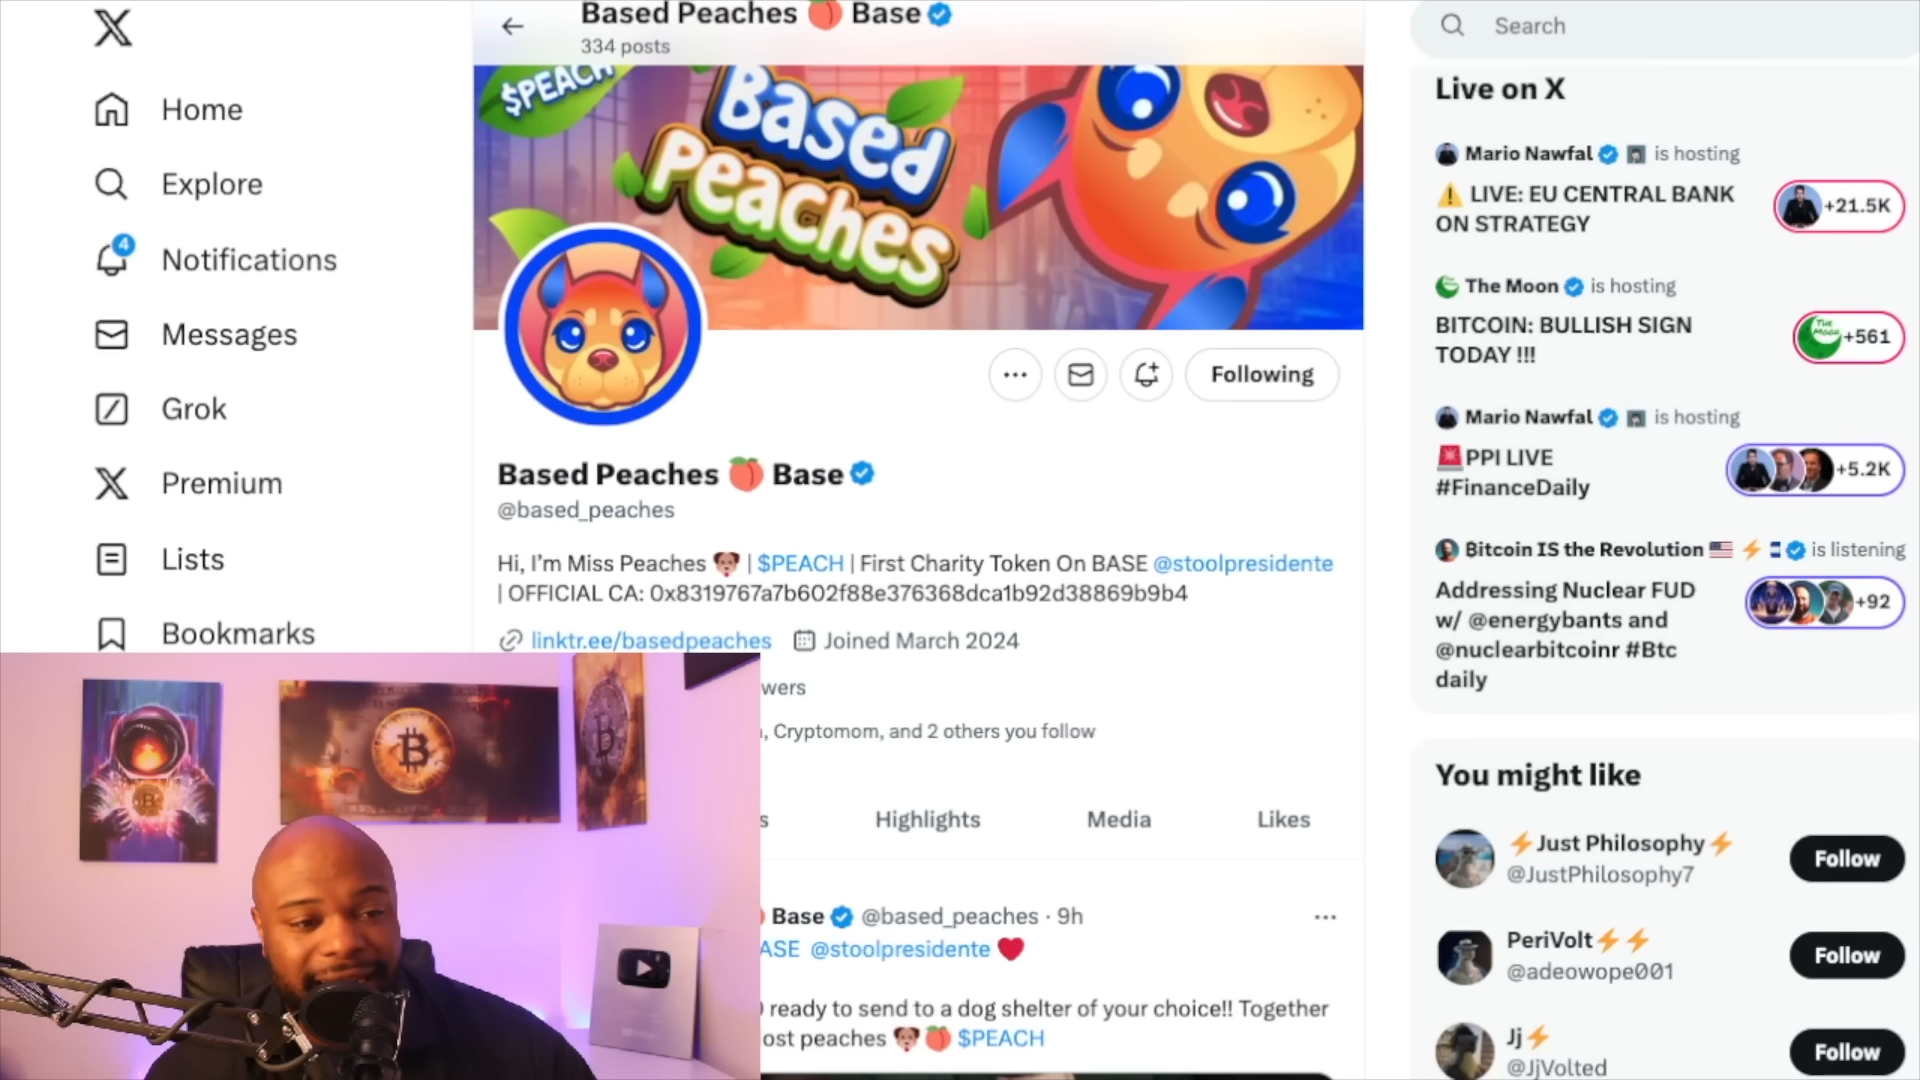 Based Peaches 🍑 Base
334 posts
$PEACH
Based
Peaches
Home
Explore
4
Notifications
Messages
Grok
Premium
Lists
Bookmarks
Following
Based Peaches 🍑 Base
@based_peaches
Hi, I'm Miss Peaches 🐶 | $PEACH | First Charity Token On BASE @stoolpresidente
| OFFICIAL CA: 0x8319767a7b602f88e376368dca1b92d38869b9b4
linktr.ee/basedpeaches Joined March 2024
wers
, Cryptomom, and 2 others you follow
s Highlights Media Likes
Base @based_peaches · 9h
ASE @stoolpresidente ❤️
ready to send to a dog shelter of your choice!! Together
ost peaches 🐶🍑 $PEACH
Search
Live on X
Mario Nawfal is hosting
⚠️ LIVE: EU CENTRAL BANK
ON STRATEGY
+21.5K
The Moon is hosting
BITCOIN: BULLISH SIGN
TODAY !!!
THE Moon
+561
Mario Nawfal is hosting
🚨PPI LIVE
#FinanceDaily
+5.2K
₿itcoin IS the Revolution 🇺🇸 ⚡ is listening
Addressing Nuclear FUD
w/ @energybants and
@nuclearbitcoinr #Btc
daily
+92
You might like
⚡Just Philosophy⚡
@JustPhilosophy7
Follow
PeriVolt⚡⚡
@adeowope001
Follow
Jj⚡
@JjVolted
Follow